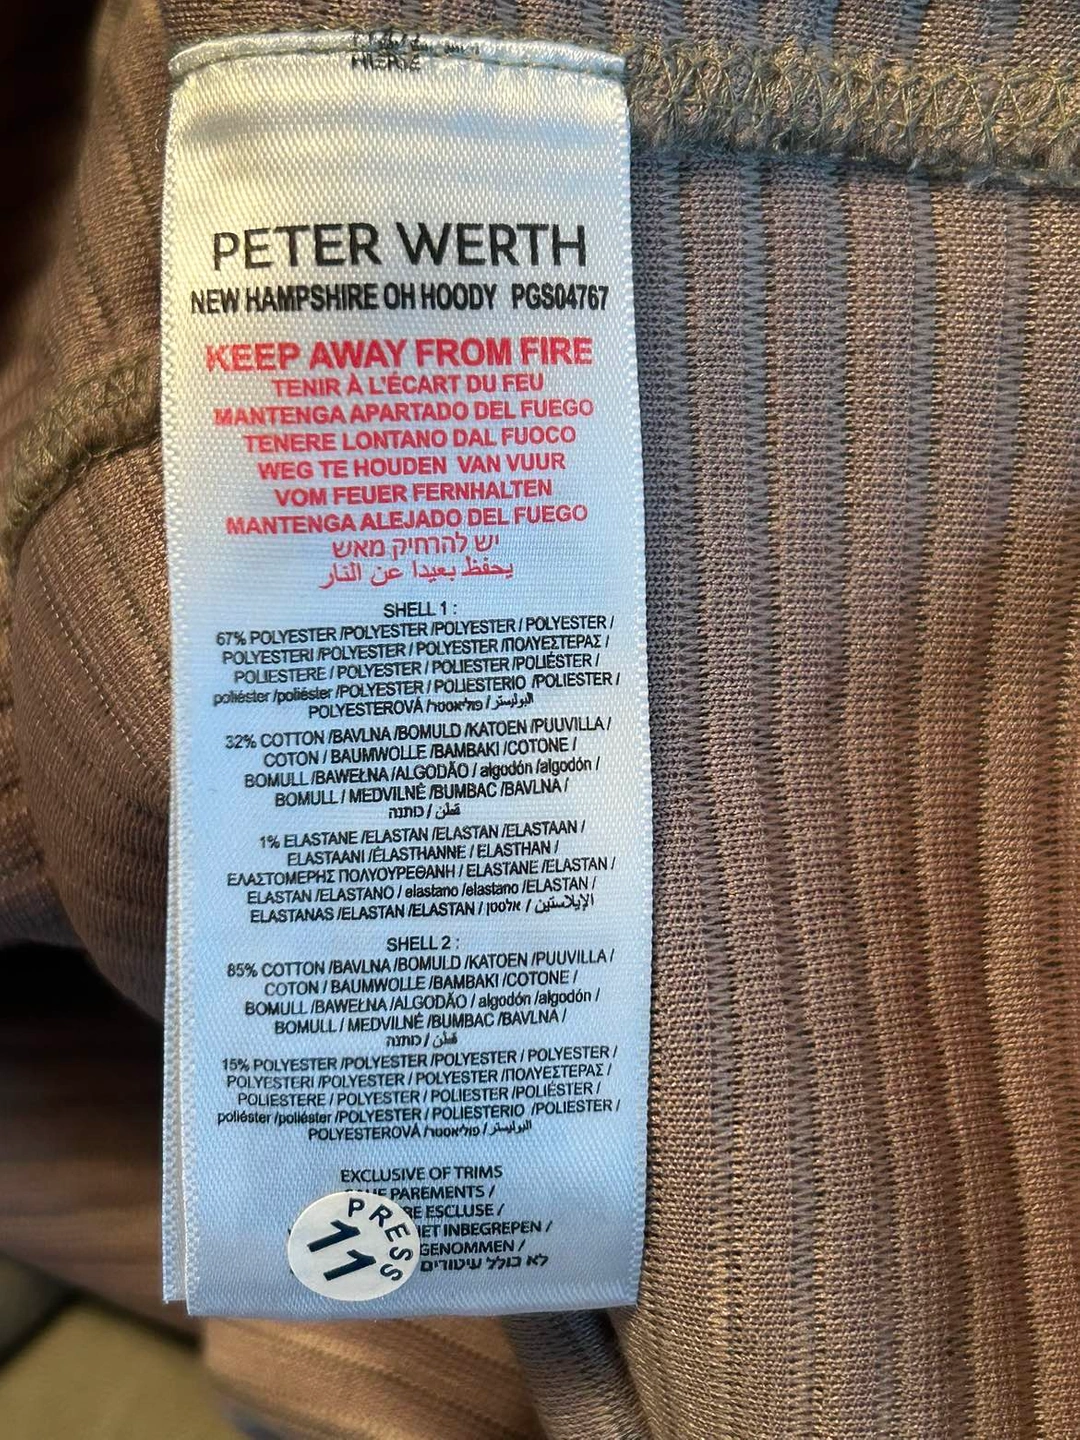 PETER WERTH
NEW HAMPSHIRE OH HOODY PGS04767
KEEP AWAY FROM FIRE
TENIR À L'ÉCART DU FEU
MANTENGA APARTADO DEL FUEGO
TENERE LONTANO DAL FUOCO
WEG TE HOUDEN VAN VUUR
VOM FEUER FERNHALTEN
MANTENGA ALEJADO DEL FUEGO
יש להרחיק מאש
يحفظ بعيدا عن النار
SHELL 1 :
67% POLYESTER /POLYESTER /POLYESTER / POLYESTER /
POLYESTERI /POLYESTER / POLYESTER /ΠΟΛΥΕΣΤΕΡΑΣ /
POLIESTERE / POLYESTER / POLIESTER /POLIÉSTER /
poliéster /poliéster /POLYESTER / POLIESTERIO /POLIESTER /
POLYESTEROVÁ /פוליאסטר / البوليستر
32% COTTON /BAVLNA /BOMULD /KATOEN /PUUVILLA /
COTON / BAUMWOLLE /BAMBAKI /COTONE /
BOMULL /BAWEŁNA /ALGODÃO / algodón /algodón /
BOMULL / MEDVILNĖ /BUMBAC /BAVLNA /
קطן / כותנה
1% ELASTANE /ELASTAN /ELASTAN /ELASTAAN /
ELASTAANI /ÉLASTHANNE / ELASTHAN /
ΕΛΑΣΤΟΜΕΡΗΣ ΠΟΛΥΟΥΡΕΘΑΝΗ / ELASTANE /ELASTAN /
ELASTAN /ELASTANO / elastano /elastano /ELASTAN /
ELASTANAS /ELASTAN /ELASTAN / אלסטן / الإيلاستين
SHELL 2 :
85% COTTON /BAVLNA /BOMULD /KATOEN /PUUVILLA /
COTON / BAUMWOLLE /BAMBAKI /COTONE /
BOMULL /BAWEŁNA /ALGODÃO / algodón /algodón /
BOMULL / MEDVILNĖ /BUMBAC /BAVLNA /
قطن / כותנה
15% POLYESTER /POLYESTER /POLYESTER / POLYESTER /
POLYESTERI /POLYESTER / POLYESTER /ΠΟΛΥΕΣΤΕΡΑΣ /
POLIESTERE / POLYESTER / POLIESTER /POLIÉSTER /
poliéster /poliéster /POLYESTER / POLIESTERIO /POLIESTER /
POLYESTEROVÁ /פוליאסטר / البوليستر
EXCLUSIVE OF TRIMS
PAREMENTS /
ESCLUSE /
INBEGREPEN /
לא כולל עיטורים
PRESS
11